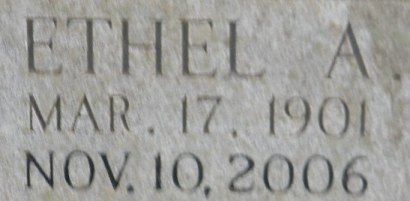 ETHEL A.
MAR. 17. 1901
NOV. 10, 2006